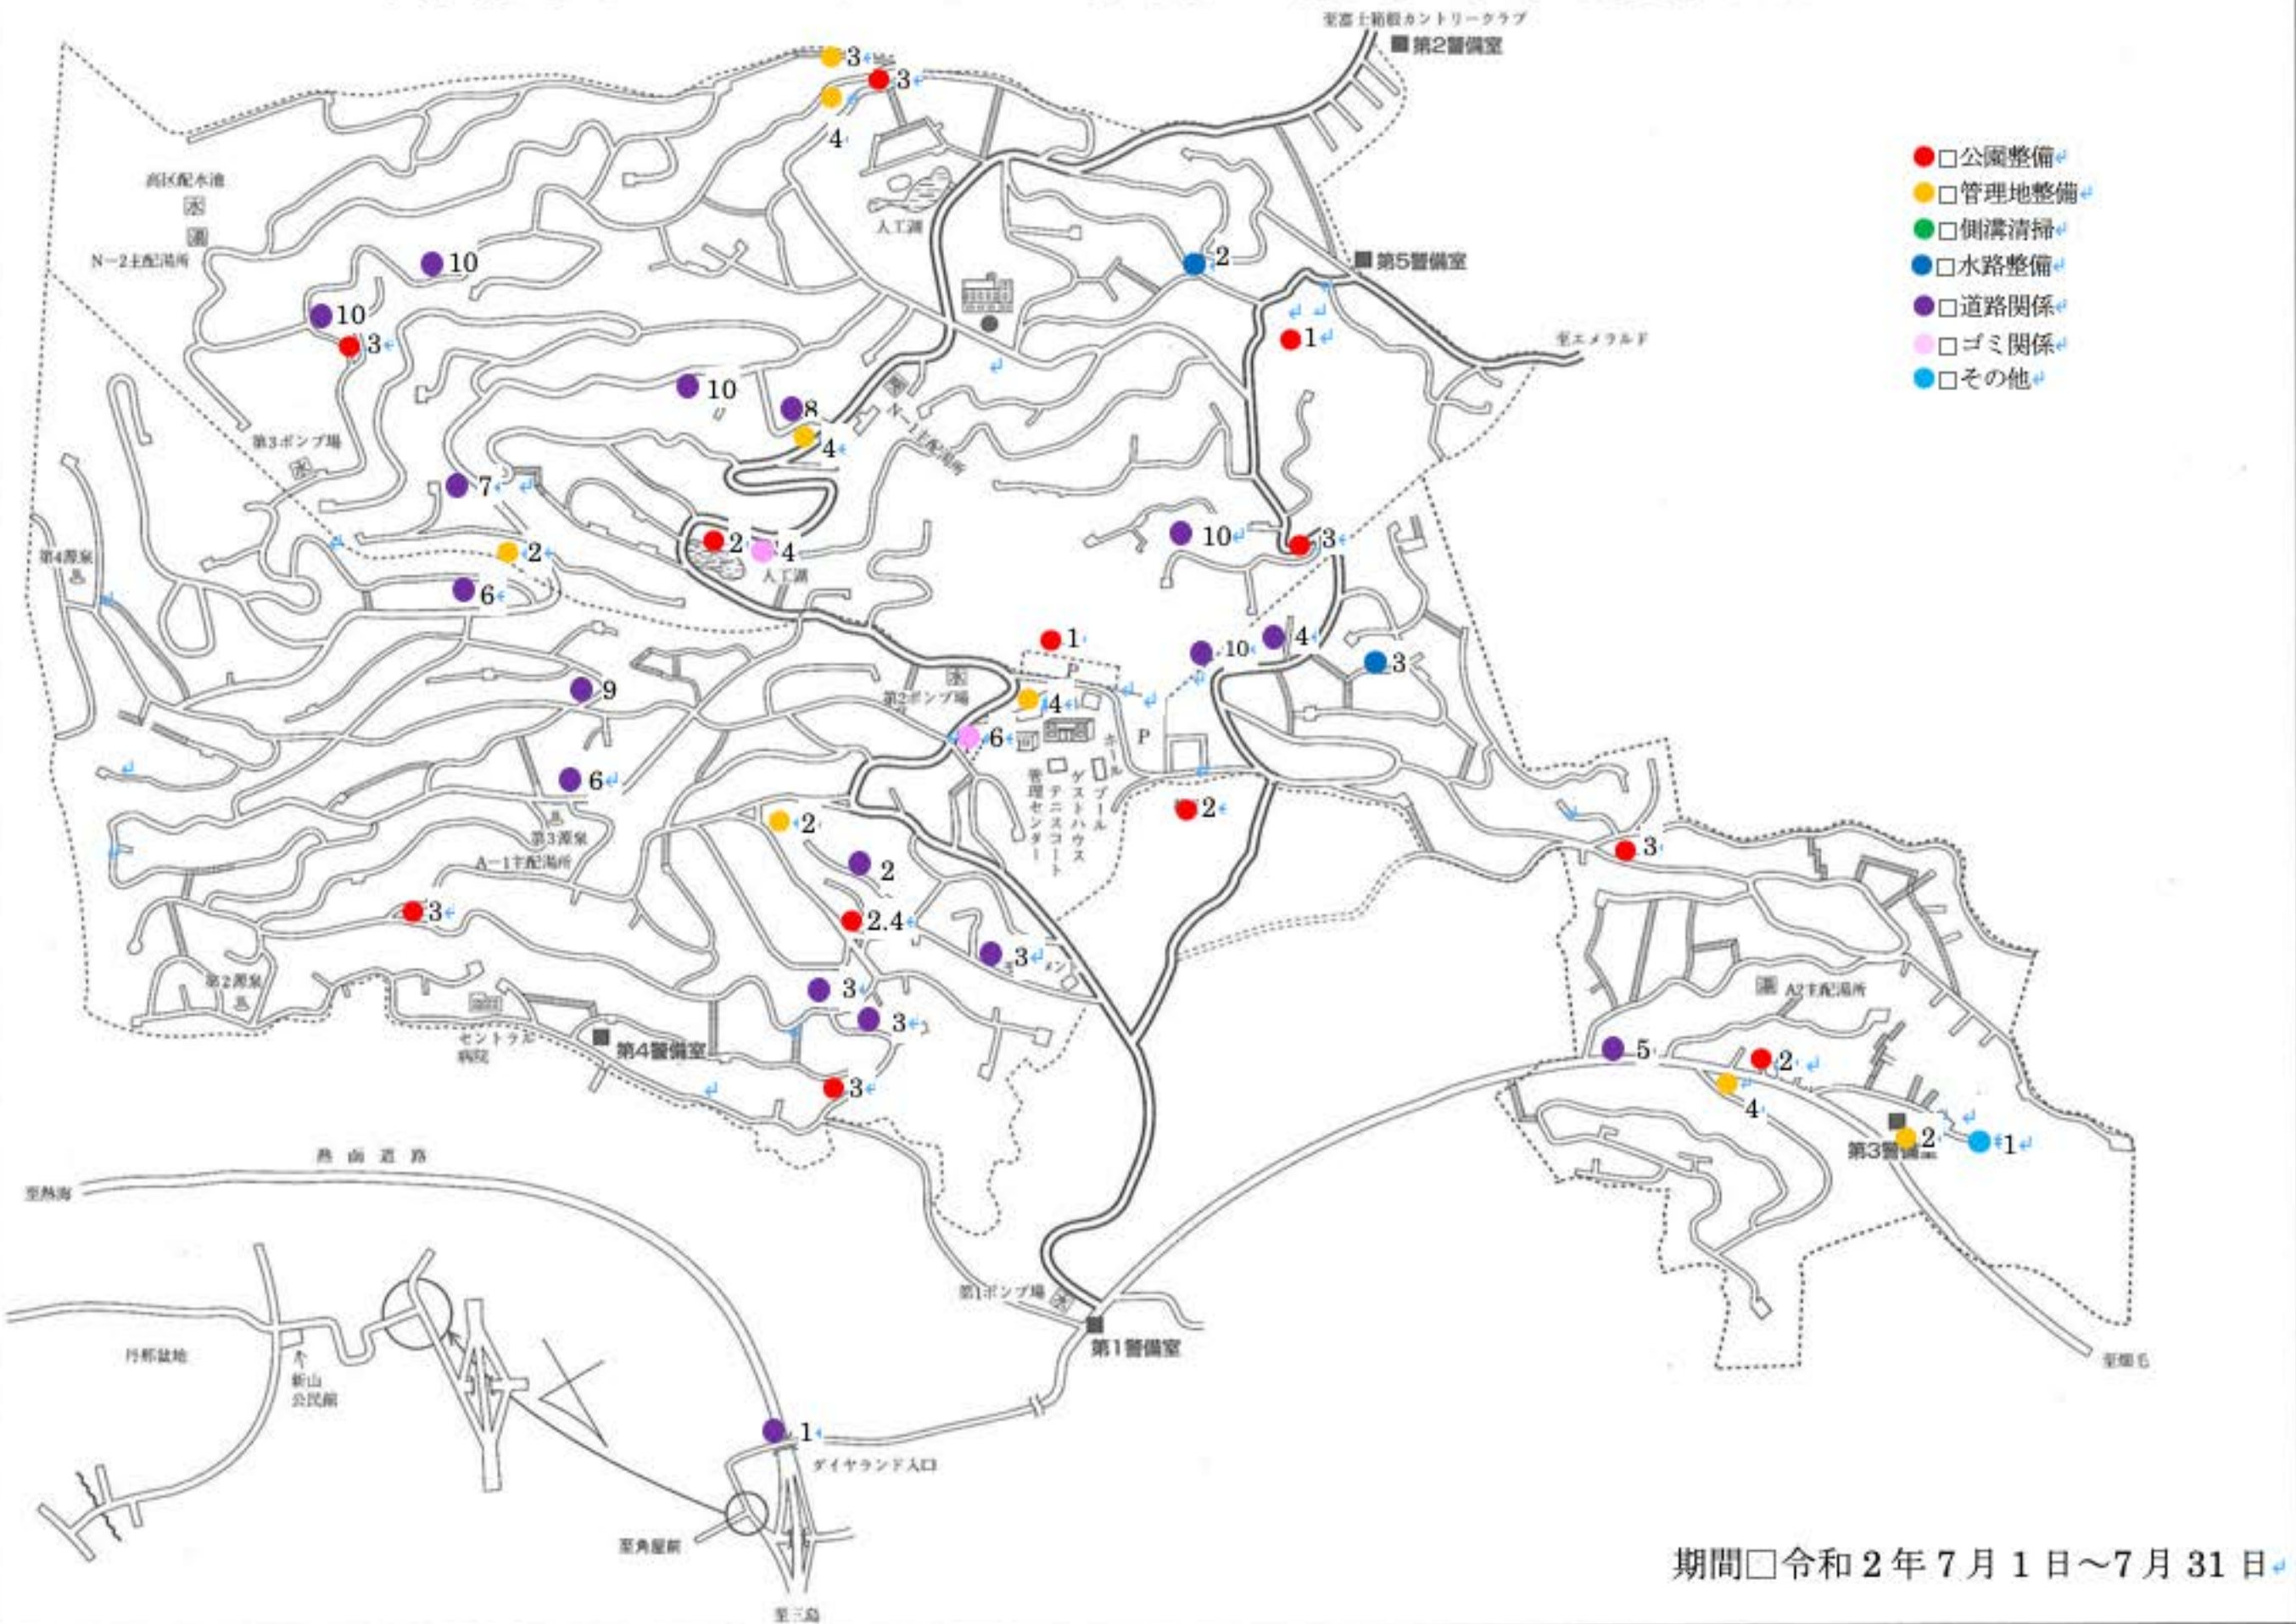 至富士箱根カントリークラブ
■第2警備室
3
3
4
●□公園整備
●□管理地整備
●□側溝清掃
●□水路整備
●□道路関係
●□ゴミ関係
●□その他
高区配水池
水
湯
N-2主配湯所
人工湖
10
2
■第5警備室
10
3
1
至エメラルド
10
8
4
湯
N-1主配湯所
第3ポンプ場
水
7
2
2
4
人工湖
10
3
第4源泉
6
1
10
4
3
9
水
第2ポンプ場
4
6
P
ホール
プール
ゲストハウス
テニスコート
管理センター
6
第3源泉
A-1主配湯所
2
2
2
3
3
2.4
3
第2源泉
3
3
セントラル
病院
■第4警備室
3
湯 A2主配湯所
5
2
4
2
第3警備室
1
熱函道路
至熱海
第1ポンプ場
水
■第1警備室
丹那盆地
新山
公民館
至畑毛
1
ダイヤランド入口
至角屋前
至三島
期間□令和2年7月1日～7月31日